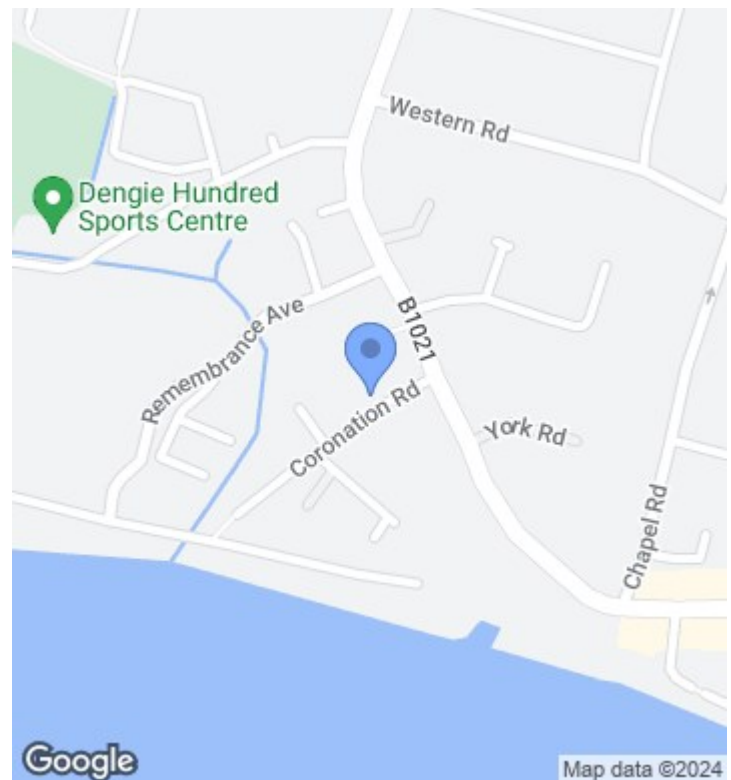 Western Rd
Dengie Hundred
Sports Centre
Remembrance Ave
B1021
Coronation Rd
York Rd
Chapel Rd
Google
Map data ©2024